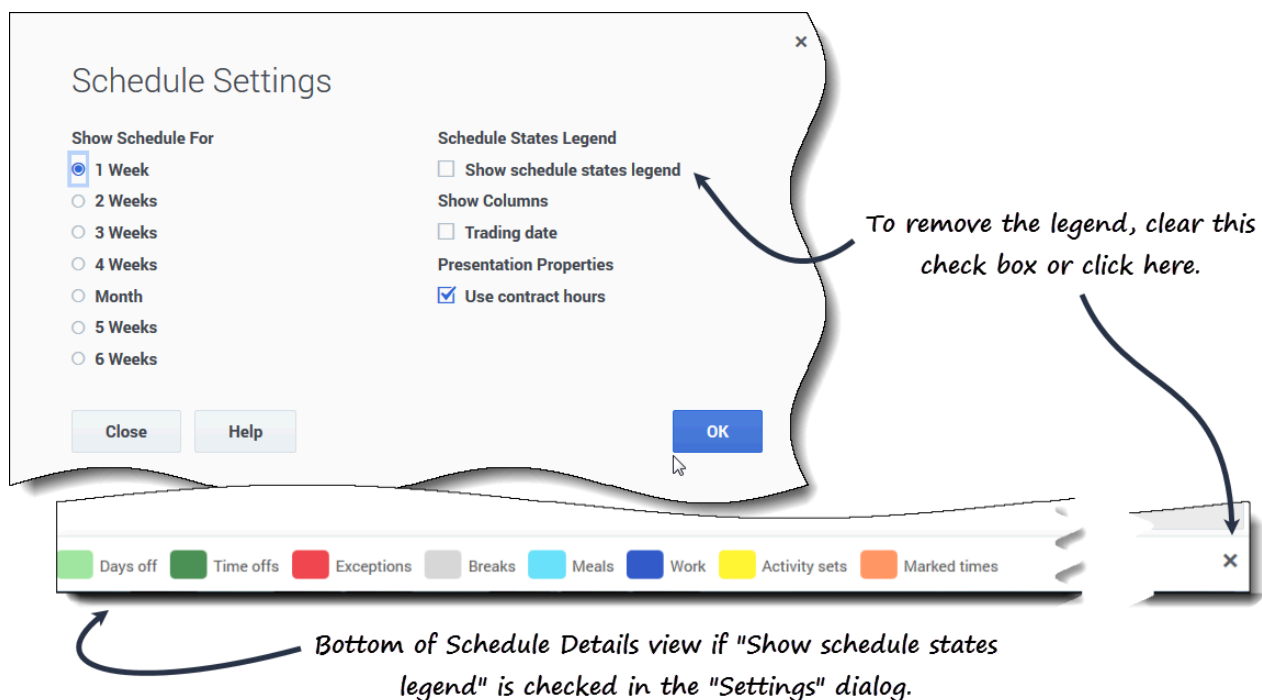 ×
Schedule Settings
Show Schedule For
1 Week
2 Weeks
3 Weeks
4 Weeks
Month
5 Weeks
6 Weeks
Schedule States Legend
Show schedule states legend
Show Columns
Trading date
Presentation Properties
Use contract hours
To remove the legend, clear this
check box or click here.
Close Help OK
Days off Time offs Exceptions Breaks Meals Work Activity sets Marked times ×
Bottom of Schedule Details view if "Show schedule states
legend" is checked in the "Settings" dialog.